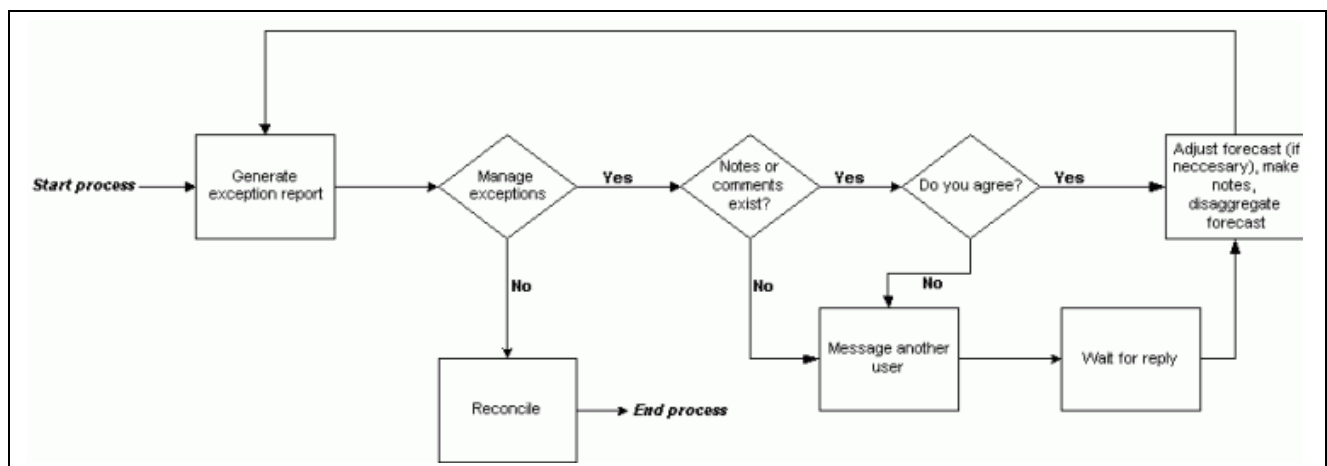 Start process
Generate
exception report
Manage
exceptions
Yes
Notes or
comments
exist?
Yes
Do you agree?
Yes
Adjust forecast (if
neccesary), make
notes,
disaggregate
forecast
No
No
No
Message another
user
Wait for reply
Reconcile
End process